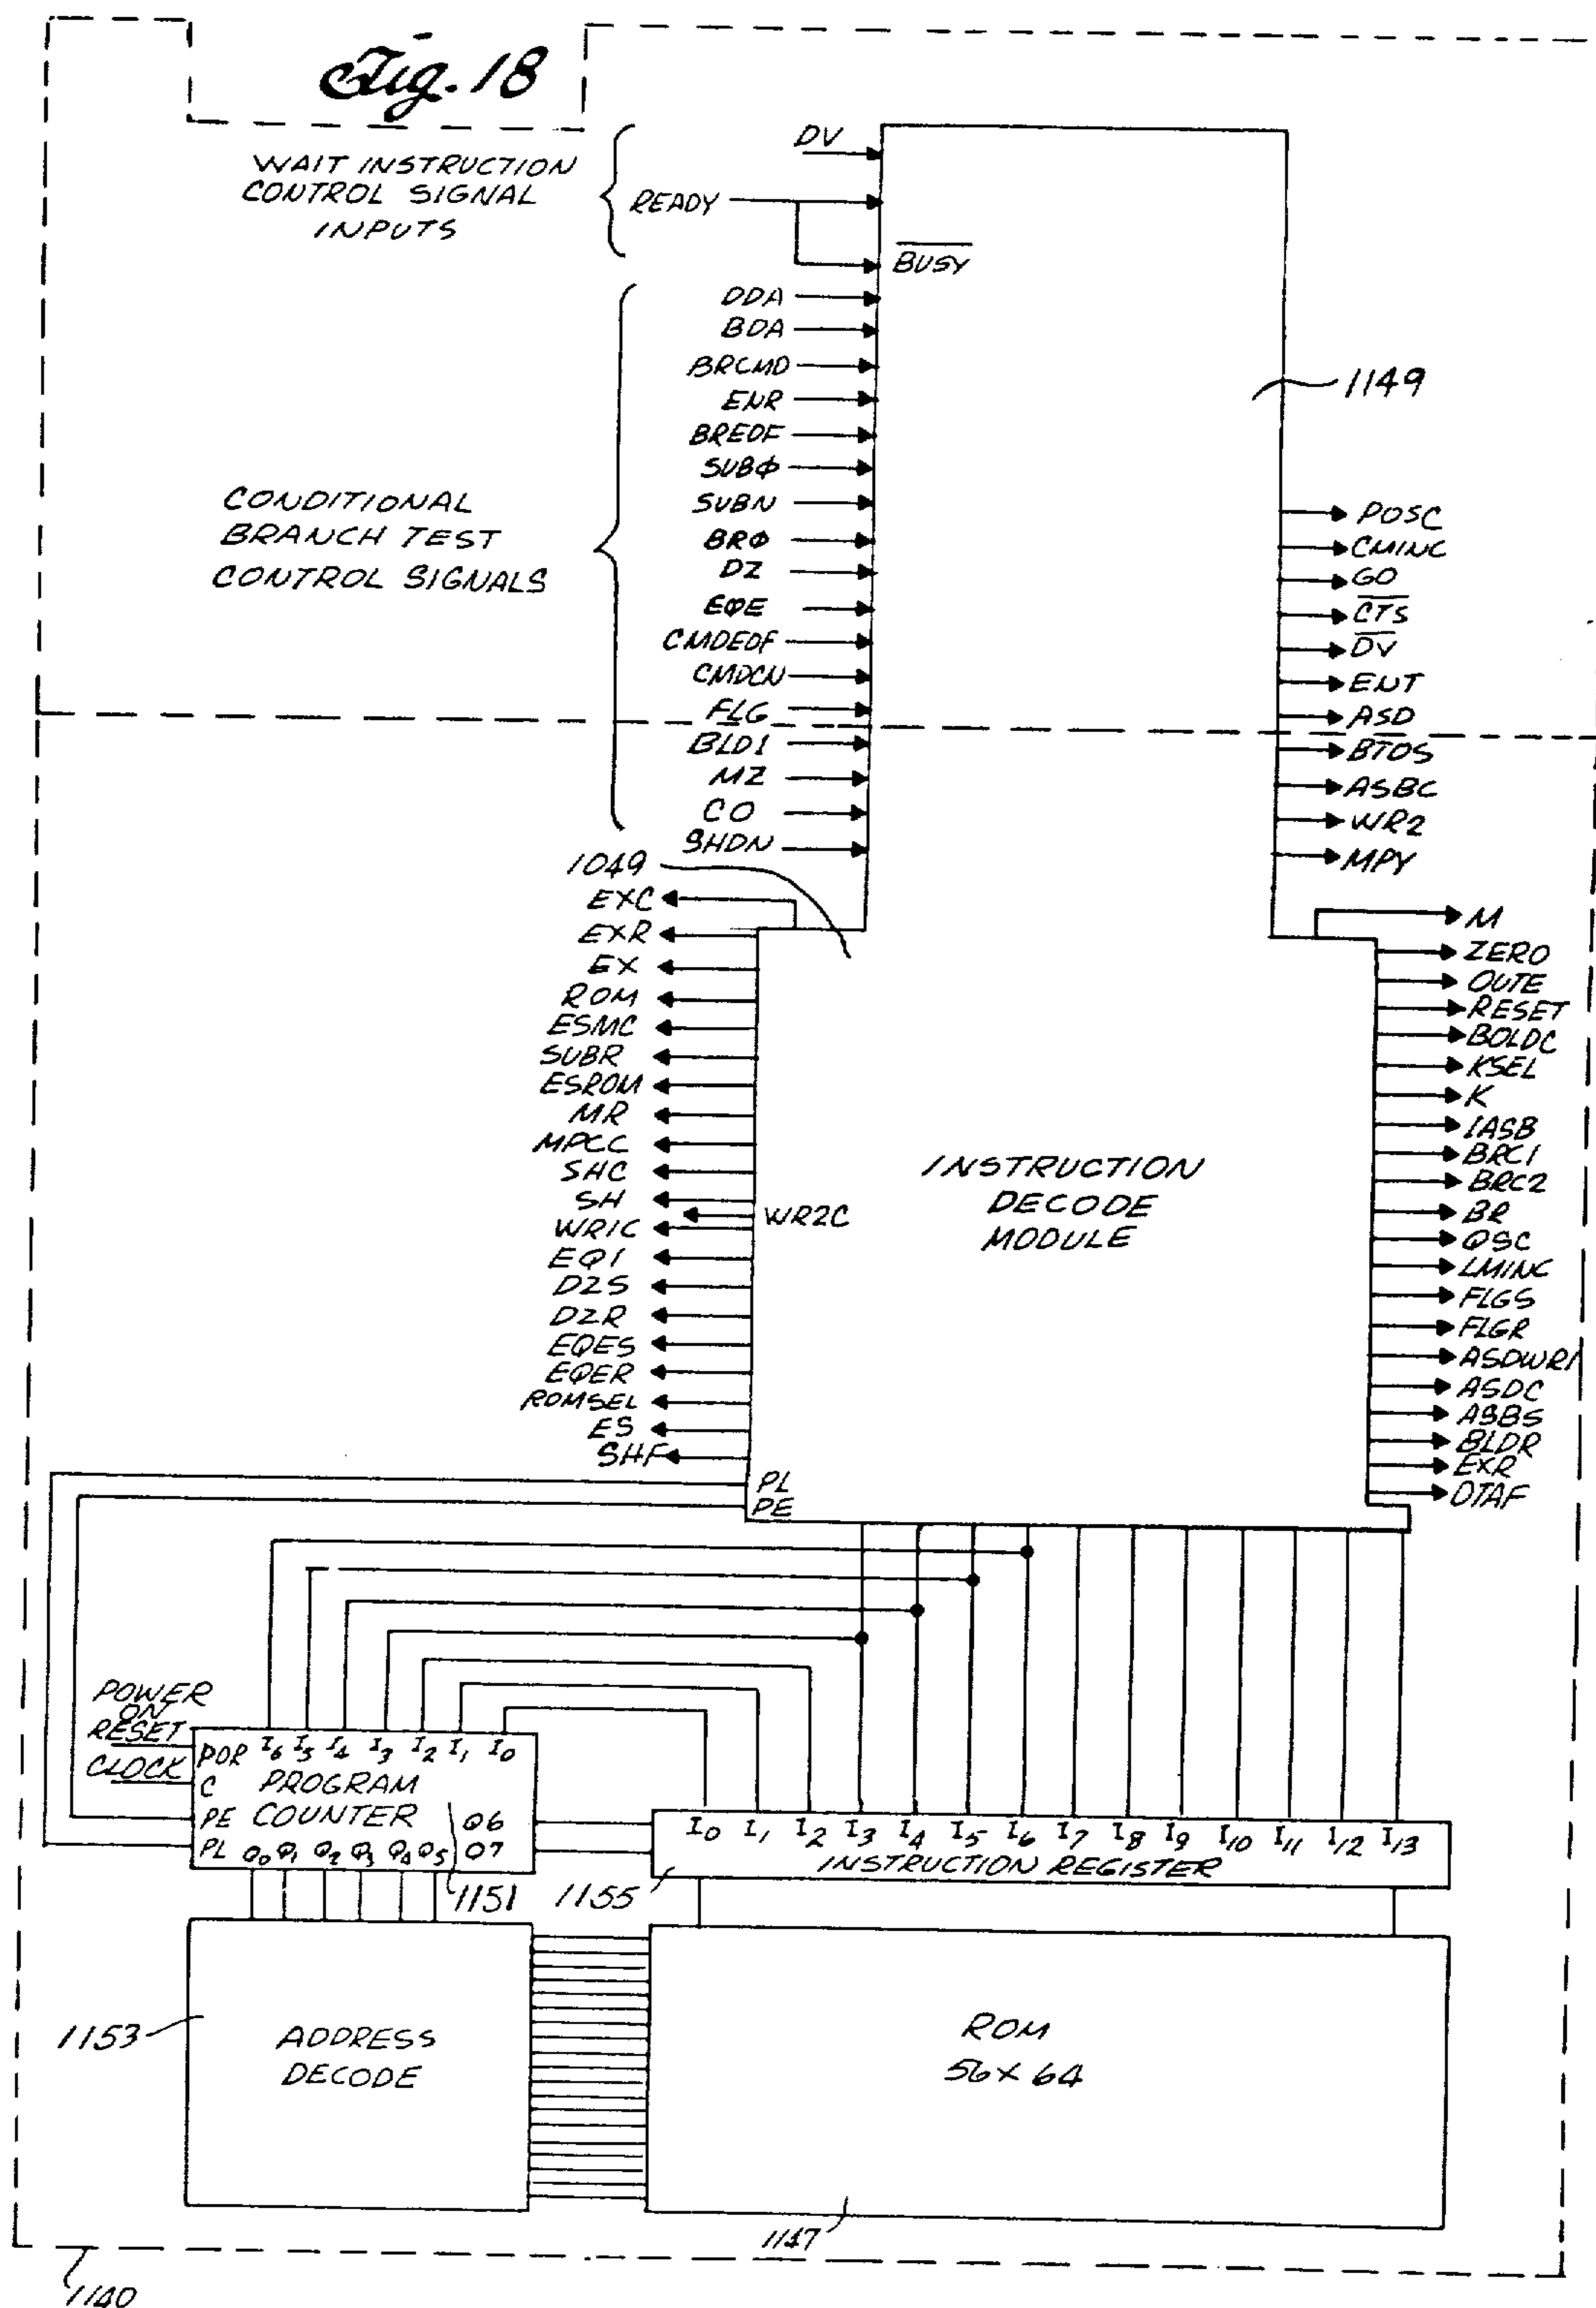 Fig. 18
WAIT INSTRUCTION
CONTROL SIGNAL
INPUTS
DV
READY
BUSY
DDA
BDA
BRCMD
ENR
BREOF
SUBΦ
SUBN
BRΦ
DZ
EQE
CMDEOF
CMDCN
FLG
BLD1
MZ
CO
SHDN
CONDITIONAL
BRANCH TEST
CONTROL SIGNALS
1149
POSC
CMINC
GO
CTS
DV
ENT
ASD
BTOS
ASBC
WR2
MPY
1049
EXC
EXR
EX
ROM
ESMC
SUBR
ESROM
MR
MPCC
SHC
SH
WR2C
WR1C
EQ1
DZS
DZR
EQES
EQER
ROMSEL
ES
SHF
PL
PE
INSTRUCTION
DECODE
MODULE
M
ZERO
OUTE
RESET
BOLDC
KSEL
K
IASB
BRC1
BRC2
BR
QSC
LMINC
FLGS
FLGR
ASDWR1
ASDC
ASBS
BLDR
EXR
DTAF
POWER
ON
RESET
CLOCK
POR I6 I5 I4 I3 I2 I1 I0
C PROGRAM
PE COUNTER Q6
PL Q0 Q1 Q2 Q3 Q4 Q5 Q7
1151
I0 I1 I2 I3 I4 I5 I6 I7 I8 I9 I10 I11 I12 I13
INSTRUCTION REGISTER
1155
1153
ADDRESS
DECODE
ROM
56 X 64
1147
1140